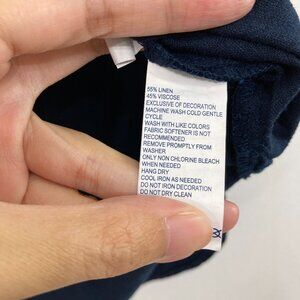 55% LINEN
45% VISCOSE
EXCLUSIVE OF DECORATION
MACHINE WASH COLD GENTLE
CYCLE
WASH WITH LIKE COLORS
FABRIC SOFTENER IS NOT
RECOMMENDED
REMOVE PROMPTLY FROM
WASHER
ONLY NON CHLORINE BLEACH
WHEN NEEDED
HANG DRY
COOL IRON AS NEEDED
DO NOT IRON DECORATION
DO NOT DRY CLEAN